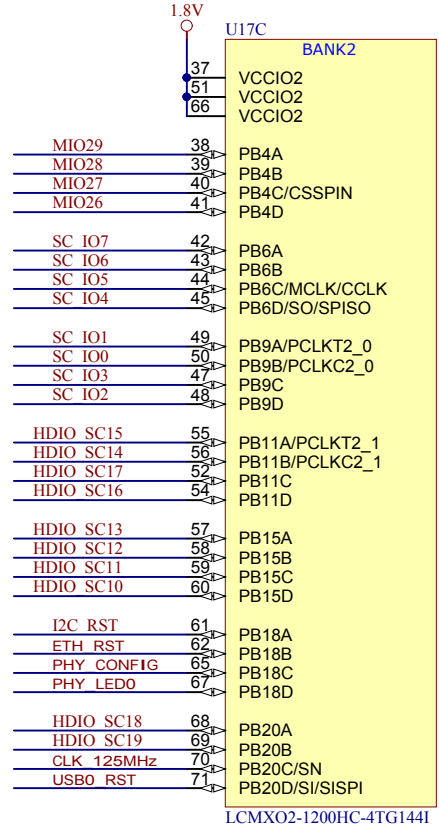 1.8V
U17C
BANK2
37 VCCIO2
51 VCCIO2
66 VCCIO2
MIO29 38 PB4A
MIO28 39 PB4B
MIO27 40 PB4C/CSSPIN
MIO26 41 PB4D
SC_IO7 42 PB6A
SC_IO6 43 PB6B
SC_IO5 44 PB6C/MCLK/CCLK
SC_IO4 45 PB6D/SO/SPISO
SC_IO1 49 PB9A/PCLKT2_0
SC_IO0 50 PB9B/PCLKC2_0
SC_IO3 47 PB9C
SC_IO2 48 PB9D
HDIO_SC15 55 PB11A/PCLKT2_1
HDIO_SC14 56 PB11B/PCLKC2_1
HDIO_SC17 52 PB11C
HDIO_SC16 54 PB11D
HDIO_SC13 57 PB15A
HDIO_SC12 58 PB15B
HDIO_SC11 59 PB15C
HDIO_SC10 60 PB15D
I2C_RST 61 PB18A
ETH_RST 62 PB18B
PHY_CONFIG 65 PB18C
PHY_LED0 67 PB18D
HDIO_SC18 68 PB20A
HDIO_SC19 69 PB20B
CLK_125MHz 70 PB20C/SN
USB0_RST 71 PB20D/SI/SISPI
LCMXO2-1200HC-4TG144I